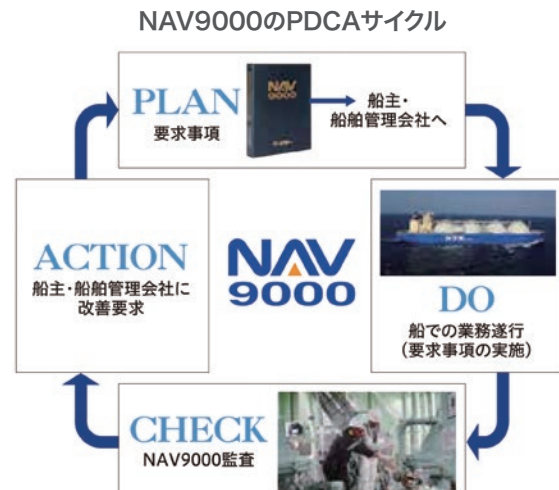 NAV9000のPDCAサイクル
PLAN
要求事項
NAV
9000
船主・
船舶管理会社へ
ACTION
船主・船舶管理会社に
改善要求
NAV
9000
DO
船での業務遂行
(要求事項の実施)
CHECK
NAV9000監査